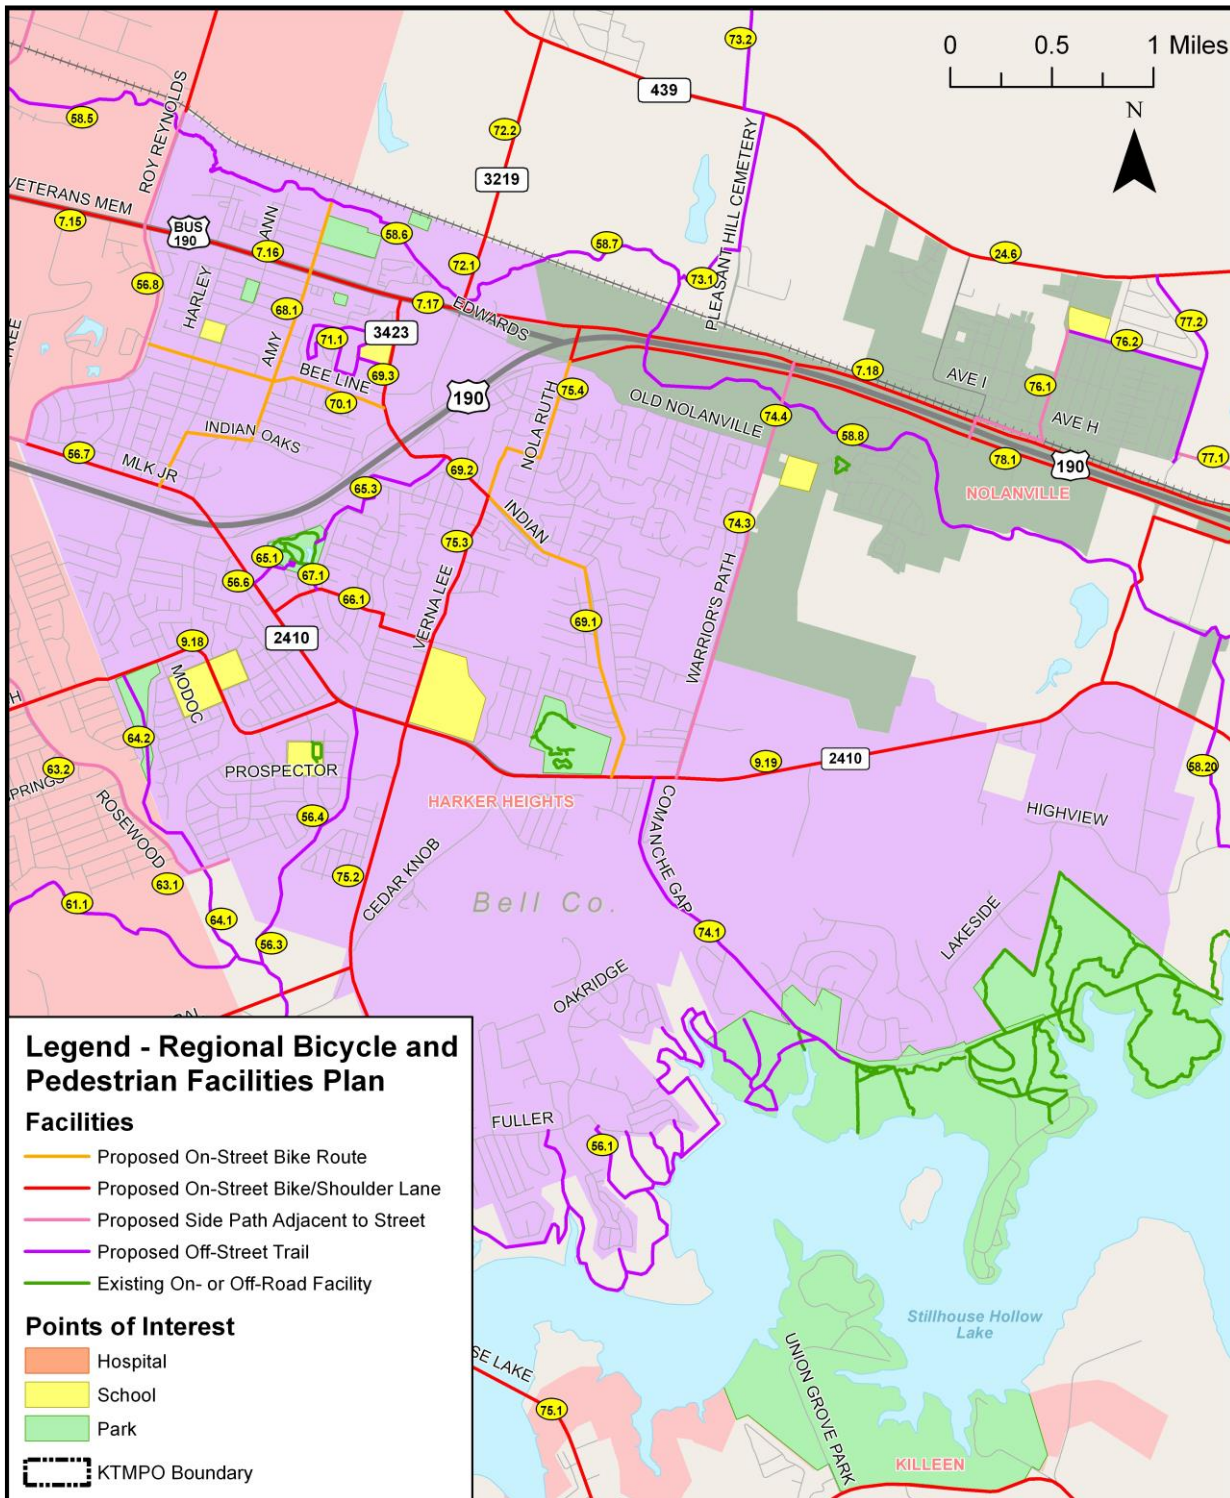 0 0.5 1 Miles
N
73.2
439
58.5
ROY REYNOLDS
72.2
3219
PLEASANT HILL CEMETERY
VETERANS MEM
7.15
BUS
190
ANN
7.16
58.6
58.7
72.1
73.1
24.6
56.8
HARLEY
68.1
7.17
EDWARDS
77.2
76.2
AMY
71.1
3423
BEE LINE
69.3
70.1
190
NOLA RUTH
75.4
7.18
AVE I
76.1
AVE H
OLD NOLANVILLE
74.4
58.8
INDIAN OAKS
56.7
MLK JR
69.2
65.3
78.1
190
77.1
NOLANVILLE
INDIAN
74.3
75.3
65.1
67.1
56.6
66.1
VERNA LEE
69.1
WARRIOR'S PATH
2410
9.18
MODOC
64.2
63.2
PROSPECTOR
9.19
2410
58.20
HARKER HEIGHTS
ROSEWOOD
56.4
COMANCHE GAP
HIGHVIEW
63.1
75.2
CEDAR KNOB
61.1
64.1
56.3
Bell Co.
74.1
LAKESIDE
OAKRIDGE
FULLER
56.1
Legend - Regional Bicycle and
Pedestrian Facilities Plan
Facilities
Proposed On-Street Bike Route
Proposed On-Street Bike/Shoulder Lane
Proposed Side Path Adjacent to Street
Proposed Off-Street Trail
Existing On- or Off-Road Facility
Points of Interest
Hospital
School
Park
KTMPO Boundary
Stillhouse Hollow
Lake
SE LAKE
75.1
UNION GROVE PARK
KILLEEN